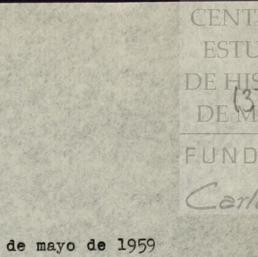 CENT
ESTU
DE HIS
(3
DE M
FUND
Carl
de mayo de 1959